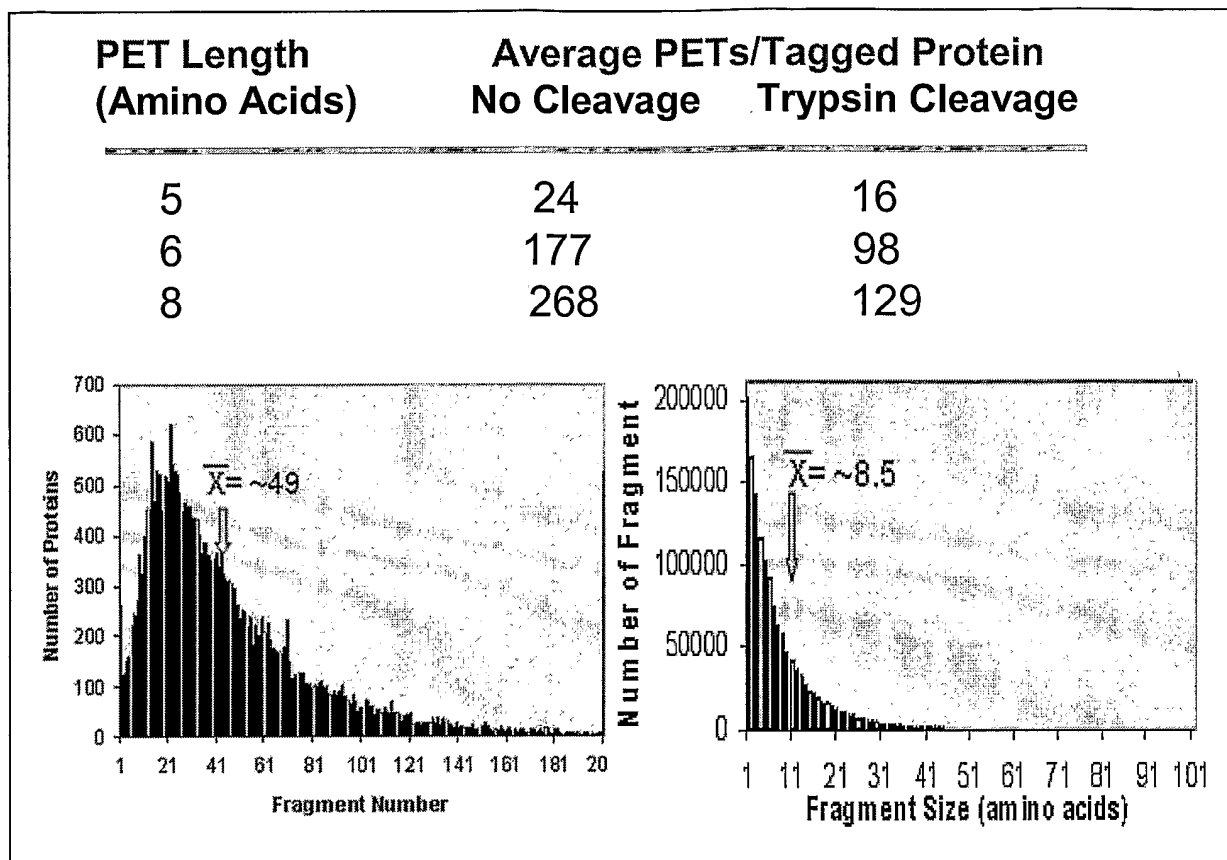 PET Length Average PETs/Tagged Protein
(Amino Acids) No Cleavage Trypsin Cleavage
5 24 16
6 177 98
8 268 129
700
600
500
400
300
200
100
0
Number of Proteins
X̅= ~49
1 21 41 61 81 101 121 141 161 181 20
Fragment Number
200000
150000
100000
50000
0
Number of Fragment
X̅= ~8.5
1 11 21 31 41 51 61 71 81 91 101
Fragment Size (amino acids)